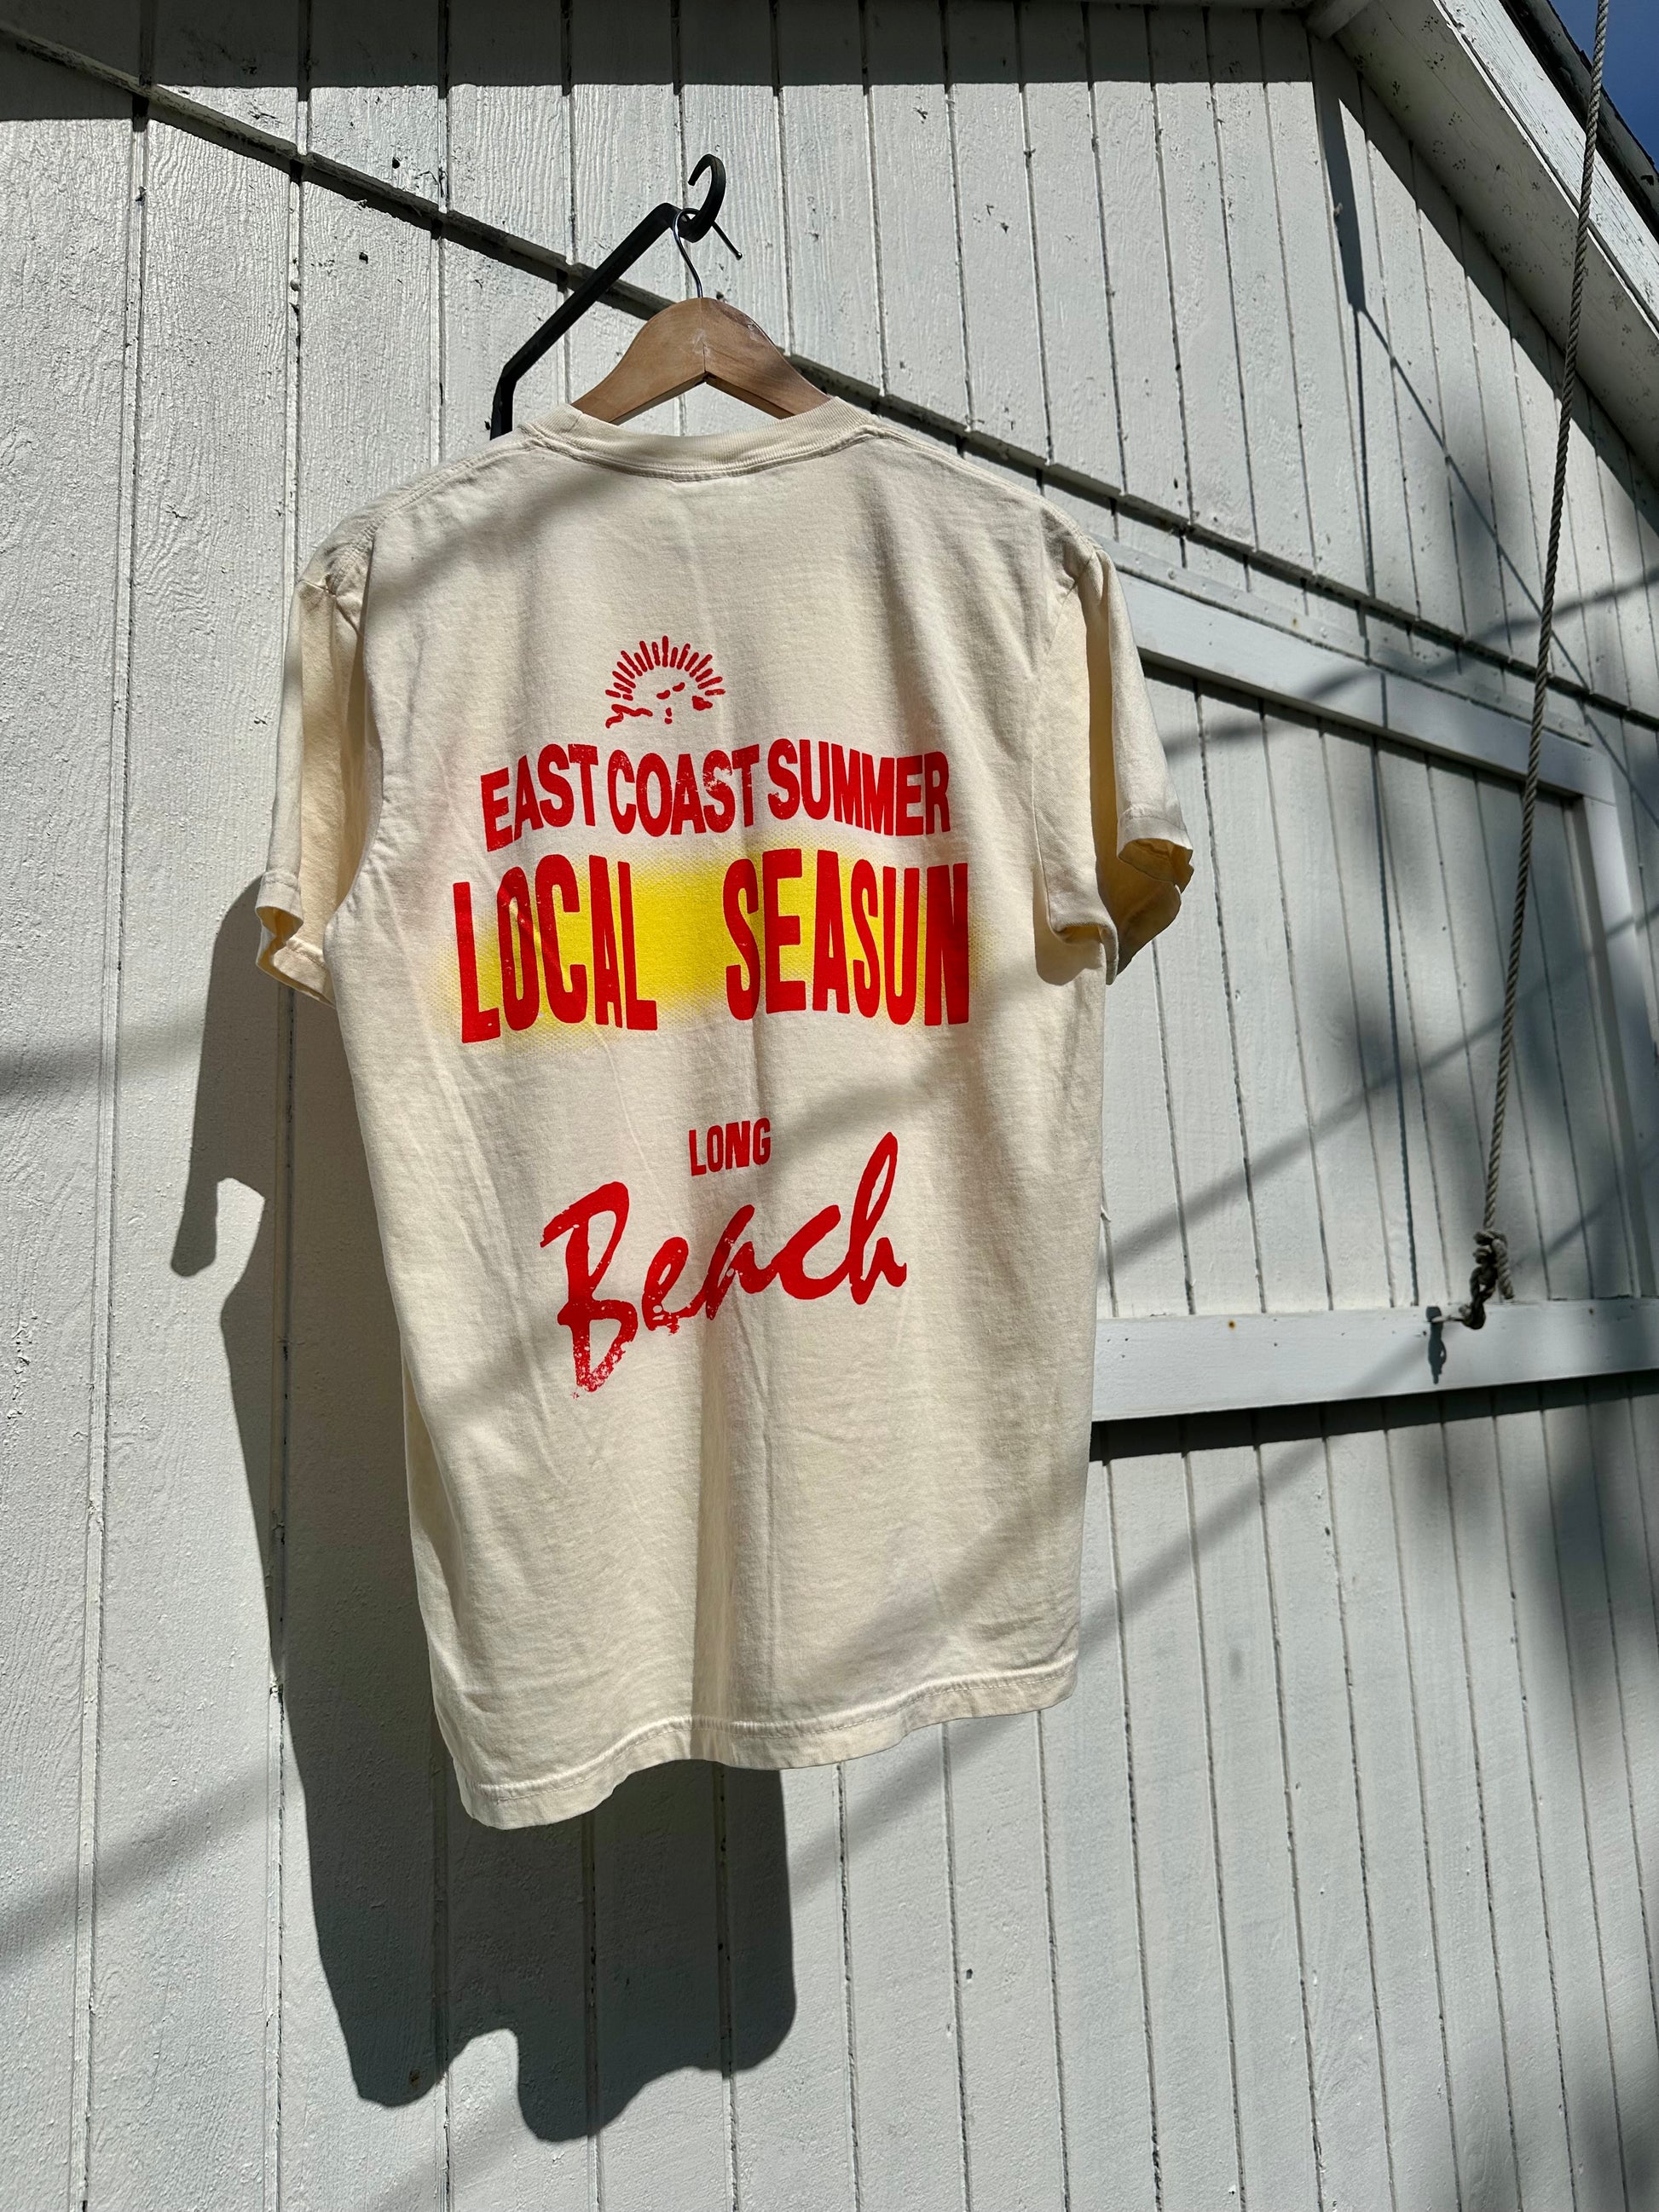 EAST COAST SUMMER
LOCAL SEASUN
LONG
Beach